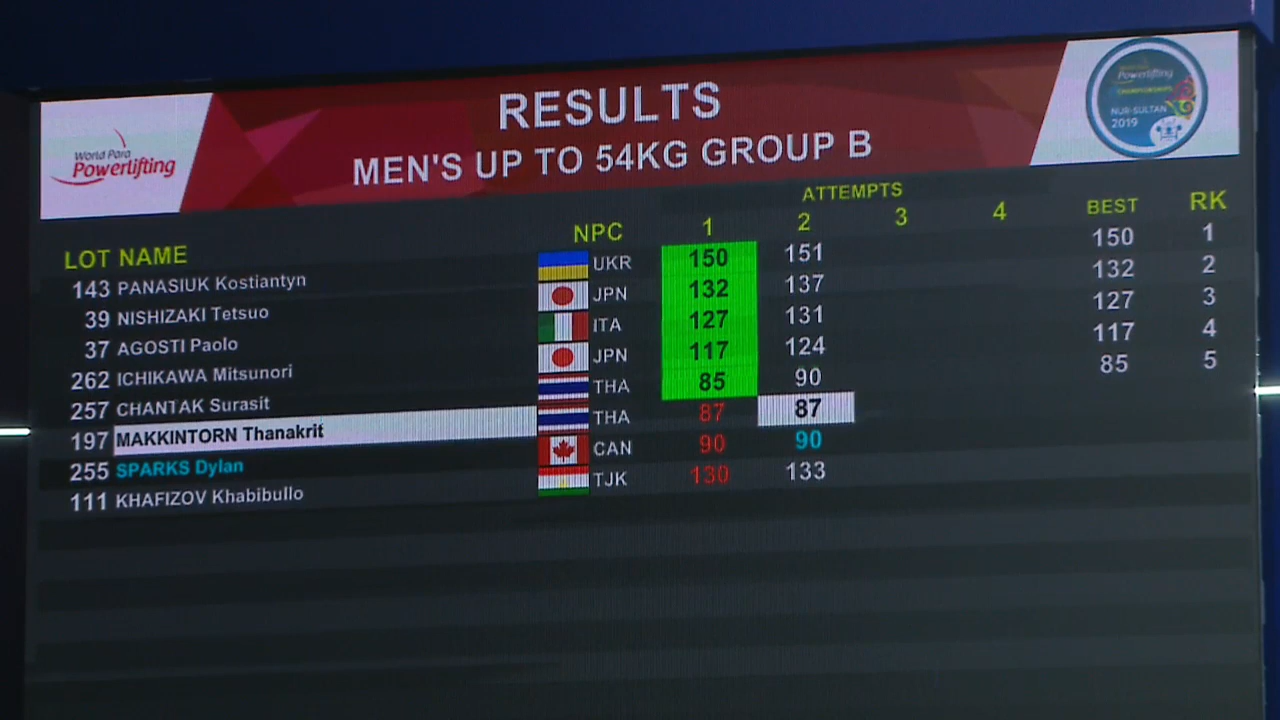 RESULTS
MEN'S UP TO 54KG GROUP B
World Para
Powerlifting
Powerlifting
CHAMPIONSHIPS
NUR-SULTAN
2019
ATTEMPTS
LOT NAME NPC 1 2 3 4 BEST RK
143 PANASIUK Kostiantyn UKR 150 151 150 1
39 NISHIZAKI Tetsuo JPN 132 137 132 2
37 AGOSTI Paolo ITA 127 131 127 3
262 ICHIKAWA Mitsunori JPN 117 124 117 4
257 CHANTAK Surasit THA 85 90 85 5
197 MAKKINTORN Thanakrit THA 87 87
255 SPARKS Dylan CAN 90 90
111 KHAFIZOV Khabibullo TJK 130 133